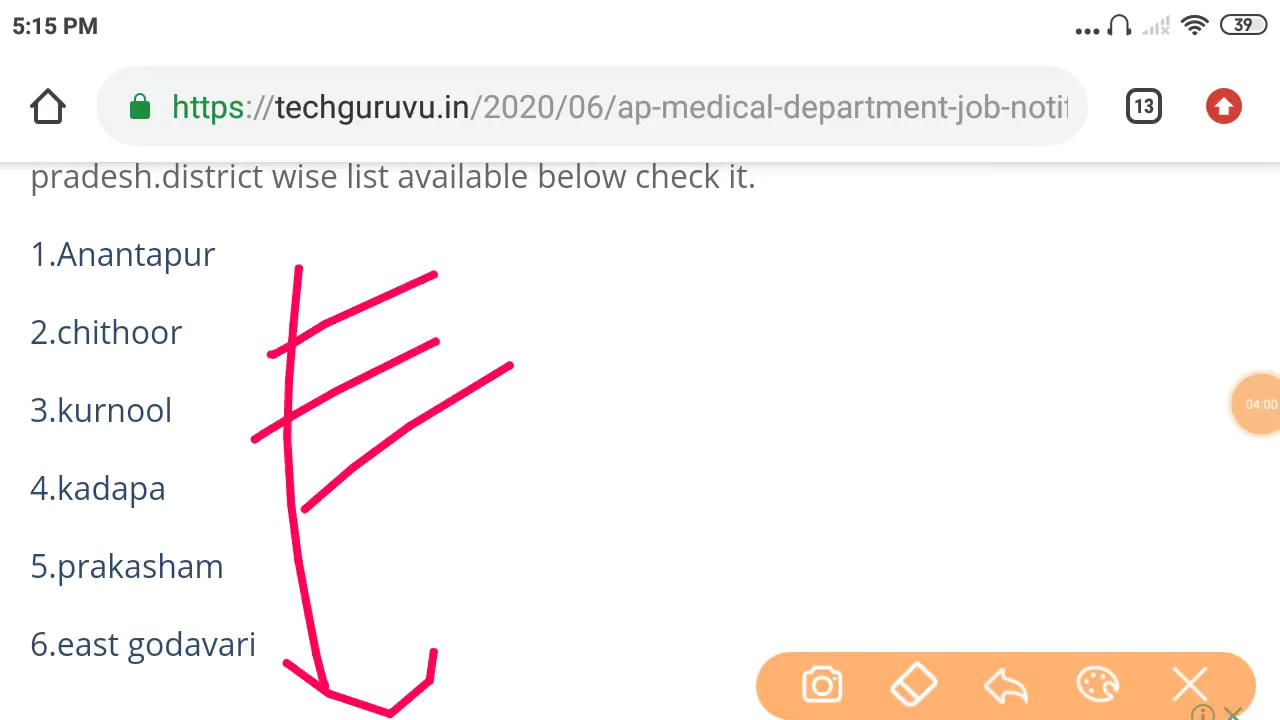 5:15 PM
39
https://techguruvu.in/2020/06/ap-medical-department-job-notif
13
pradesh.district wise list available below check it.
1.Anantapur
2.chithoor
3.kurnool
04:00
4.kadapa
5.prakasham
6.east godavari